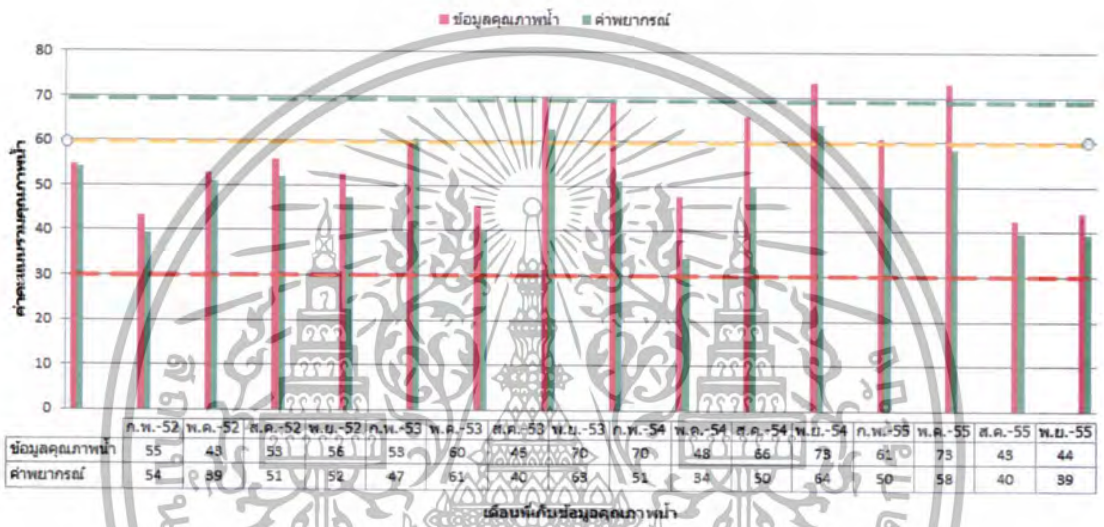 ข้อมูลคุณภาพน้ำ ค่าพยากรณ์
ค่าคะแนนรวมคุณภาพน้ำ
80
70
60
50
40
30
20
10
0
ก.พ.-52 พ.ค.-52 ส.ค.-52 พ.ย.-52 ก.พ.-53 พ.ค.-53 ส.ค.-53 พ.ย.-53 ก.พ.-54 พ.ค.-54 ส.ค.-54 พ.ย.-54 ก.พ.-55 พ.ค.-55 ส.ค.-55 พ.ย.-55
ข้อมูลคุณภาพน้ำ 55 43 53 56 53 60 45 70 70 48 66 73 61 73 43 44
ค่าพยากรณ์ 54 39 51 52 47 61 40 63 51 34 50 64 50 58 40 39
เดือนที่เก็บข้อมูลคุณภาพน้ำ